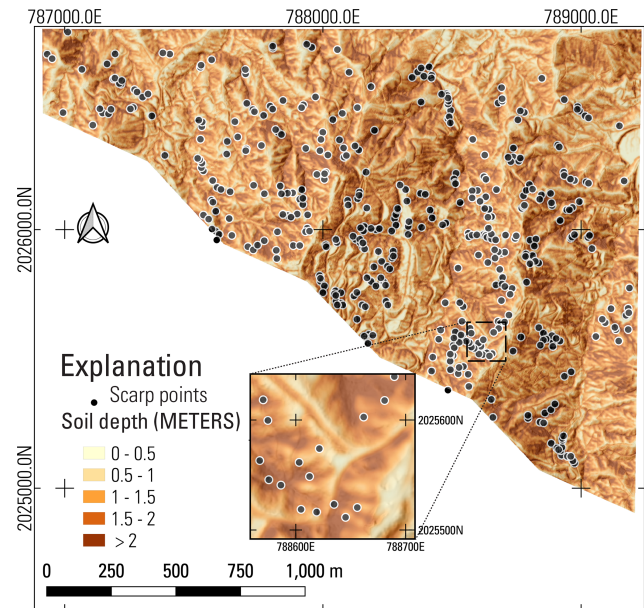 787000.0E 788000.0E 789000.0E
2026000.0N
2025000.0N
Explanation
Scarp points
Soil depth (METERS)
0 - 0.5
0.5 - 1
1 - 1.5
1.5 - 2
> 2
2025600N
2025500N
788600E 788700E
0 250 500 750 1,000 m